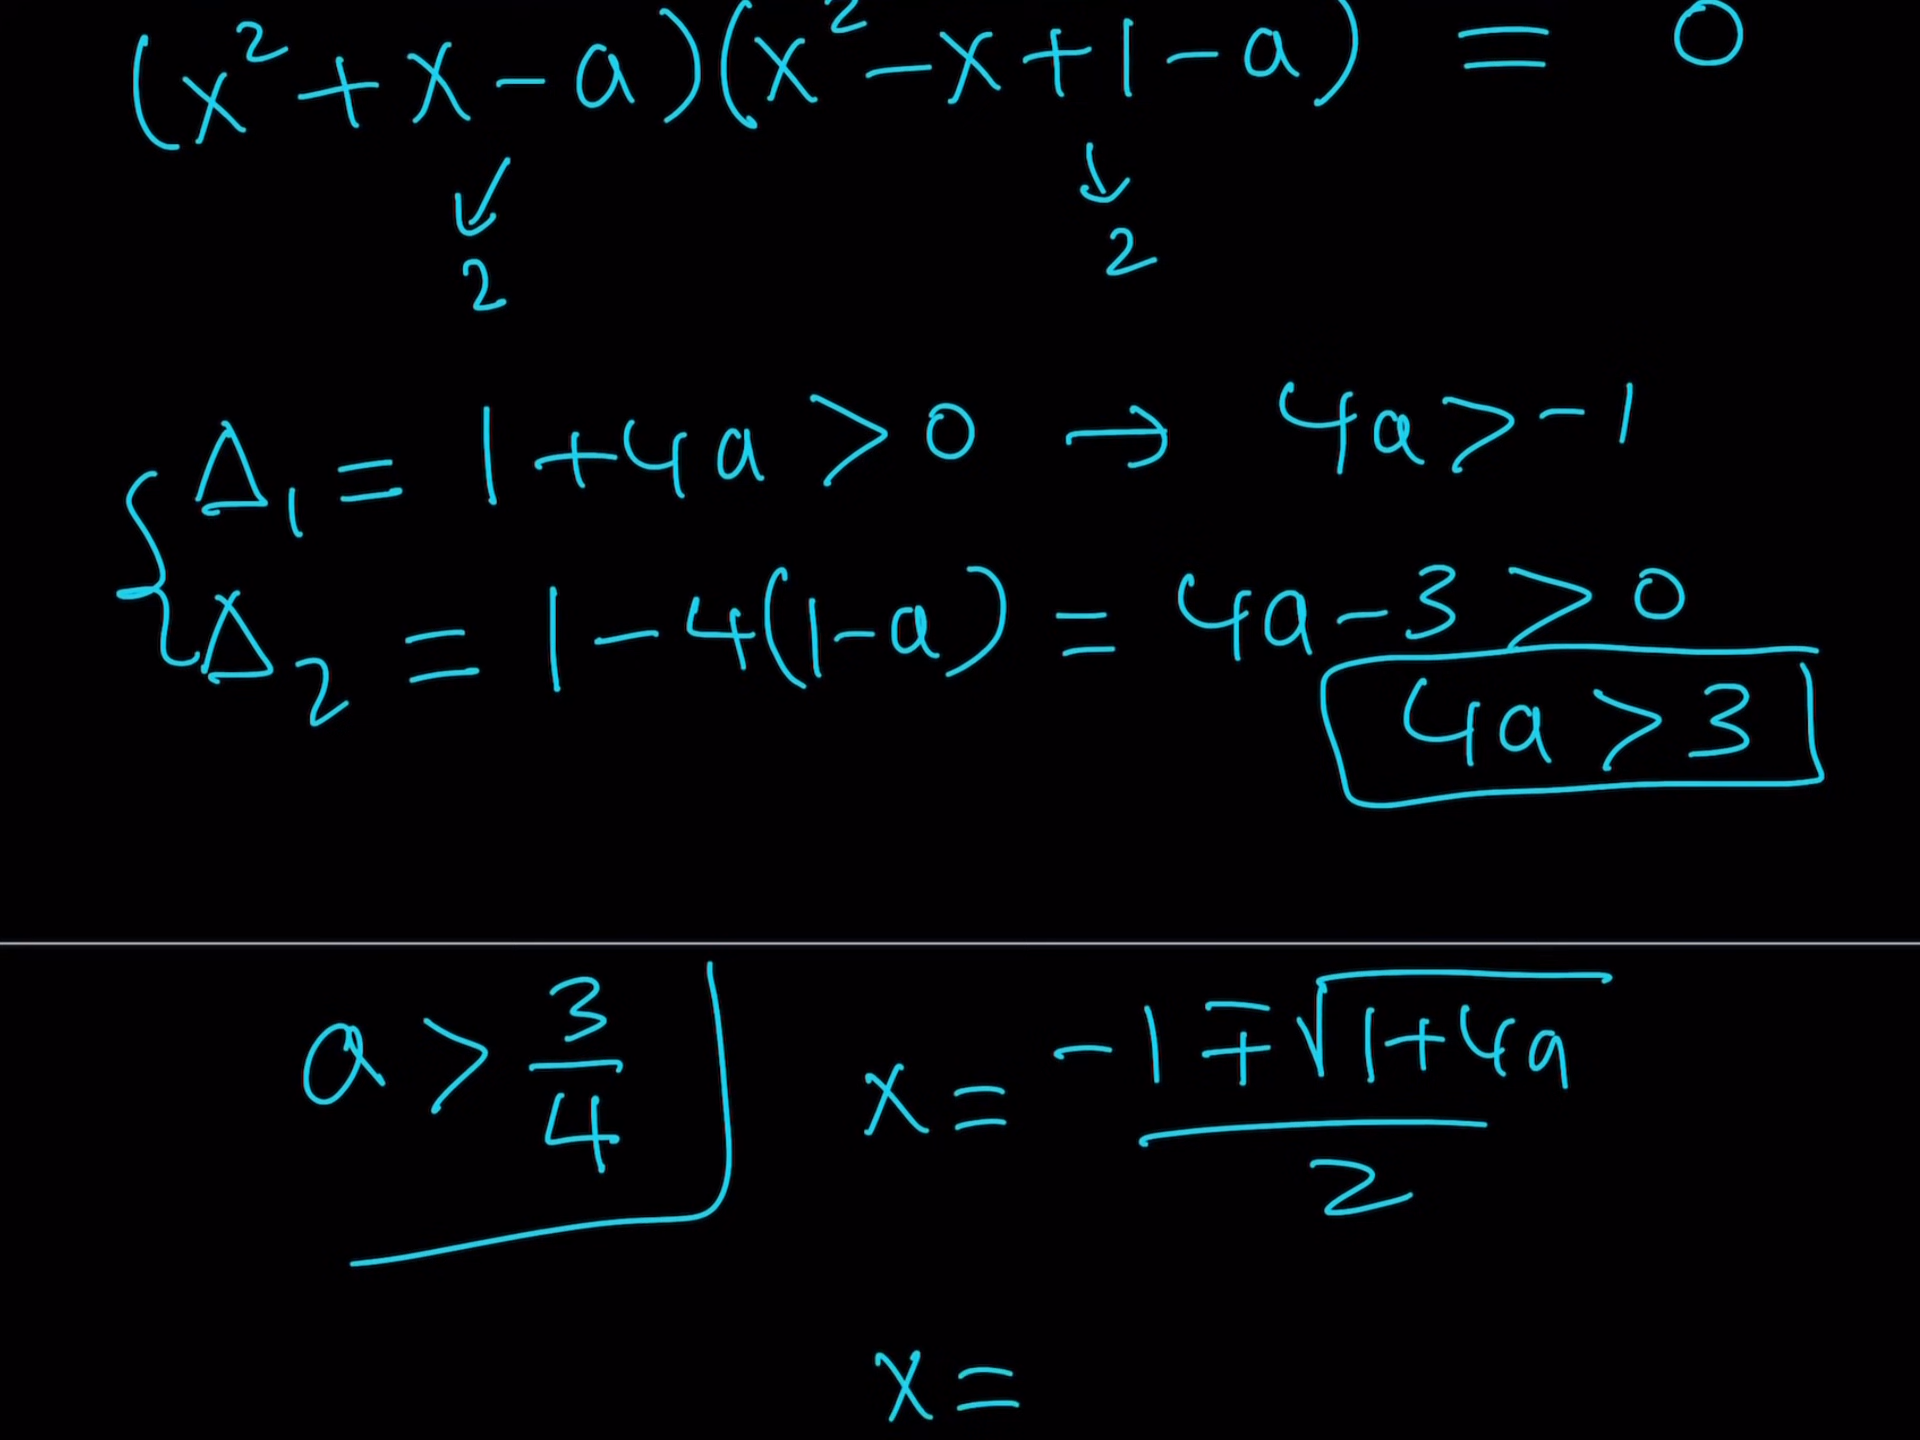 (x² + x - a)(x² - x + 1 - a) = 0
↙ ↓
2 2
Δ₁ = 1 + 4a > 0 → 4a > -1
Δ₂ = 1 - 4(1 - a) = 4a - 3 > 0
4a > 3
a > 3/4
x = (-1 ∓ √(1 + 4a))/2
x =